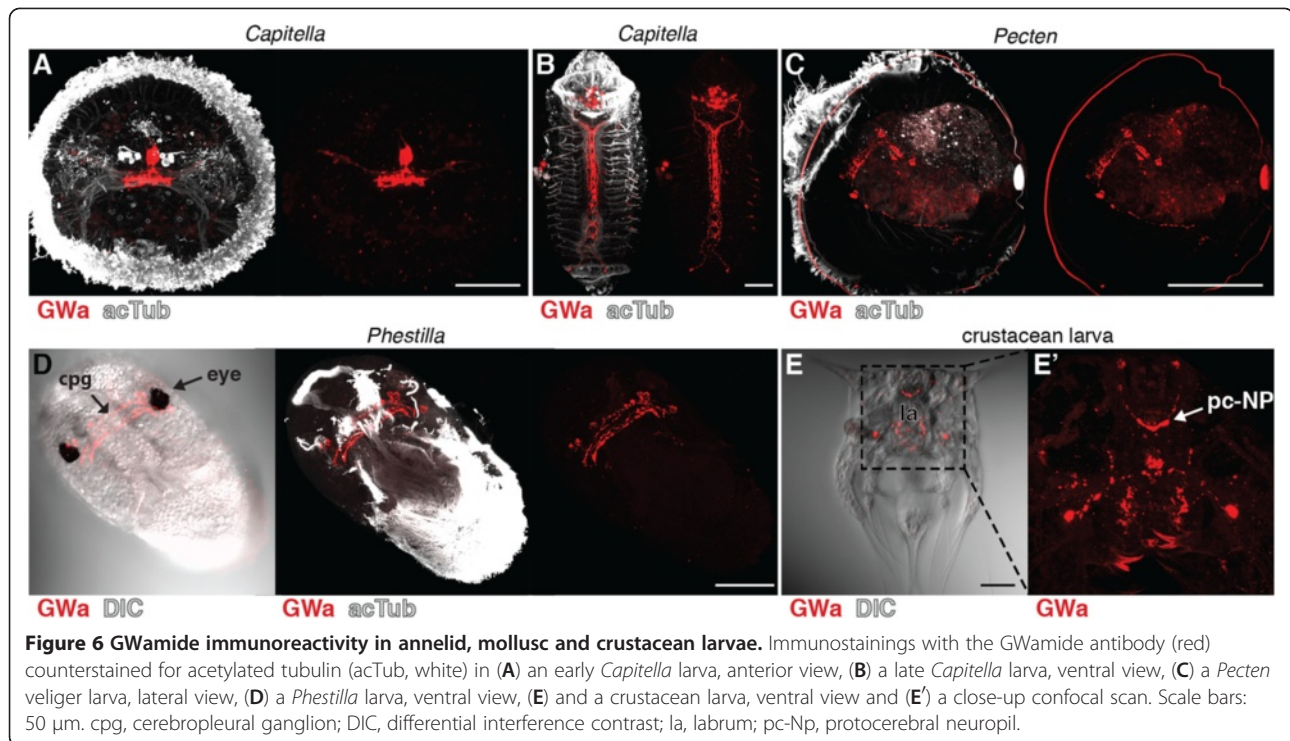 Capitella Capitella Pecten
A B C
GWa acTub GWa acTub GWa acTub
Phestilla crustacean larva
D E E'
cpg eye la pc-NP
GWa DIC GWa acTub GWa DIC GWa
Figure 6 GWamide immunoreactivity in annelid, mollusc and crustacean larvae. Immunostainings with the GWamide antibody (red)
counterstained for acetylated tubulin (acTub, white) in (A) an early Capitella larva, anterior view, (B) a late Capitella larva, ventral view, (C) a Pecten
veliger larva, lateral view, (D) a Phestilla larva, ventral view, (E) and a crustacean larva, ventral view and (E′) a close-up confocal scan. Scale bars:
50 μm. cpg, cerebropleural ganglion; DIC, differential interference contrast; la, labrum; pc-Np, protocerebral neuropil.